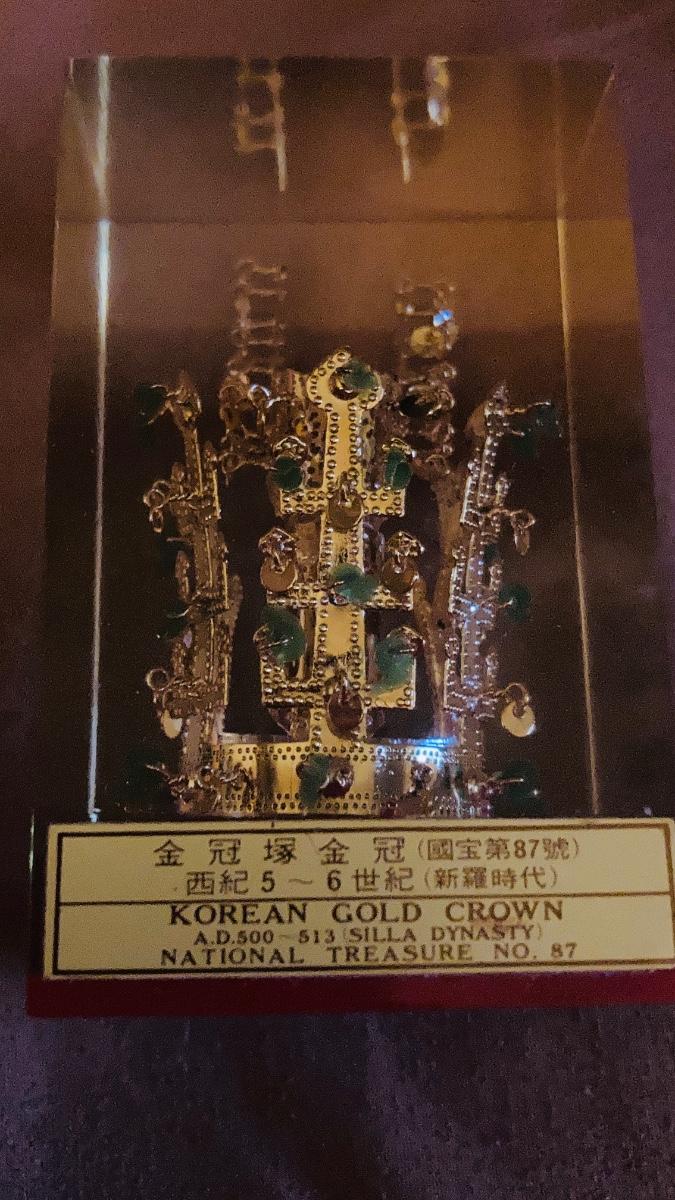 金冠塚金冠(國宝第87號)
西紀5～6世紀(新羅時代)
KOREAN GOLD CROWN
A.D.500~513(SILLA DYNASTY)
NATIONAL TREASURE NO. 87